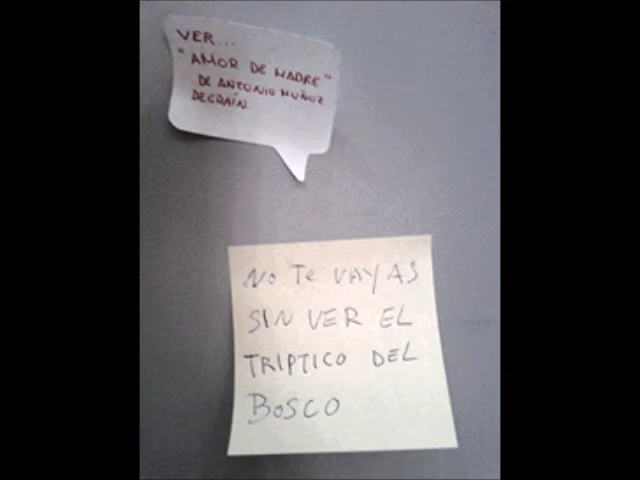 VER...
"AMOR DE MADRE"
DE ANTONIO MUÑOZ
DEGRAÍN
NO TE VAYAS
SIN VER EL
TRIPTICO DEL
BOSCO